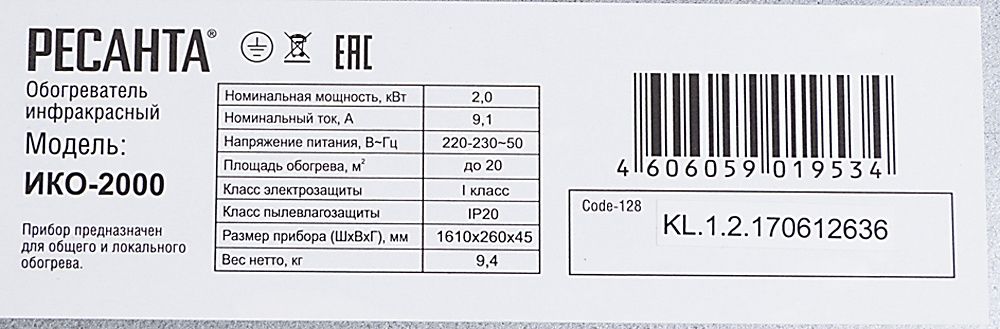 РЕСАНТА®
EAC
Обогреватель
инфракрасный
Модель:
ИКО-2000
Прибор предназначен
для общего и локального
обогрева.
Номинальная мощность, кВт 2,0
Номинальный ток, А 9,1
Напряжение питания, В~Гц 220-230~50
Площадь обогрева, м² до 20
Класс электрозащиты I класс
Класс пылевлагозащиты IP20
Размер прибора (ШхВхГ), мм 1610х260х45
Вес нетто, кг 9,4
4 606059 019534
Code-128
KL.1.2.170612636